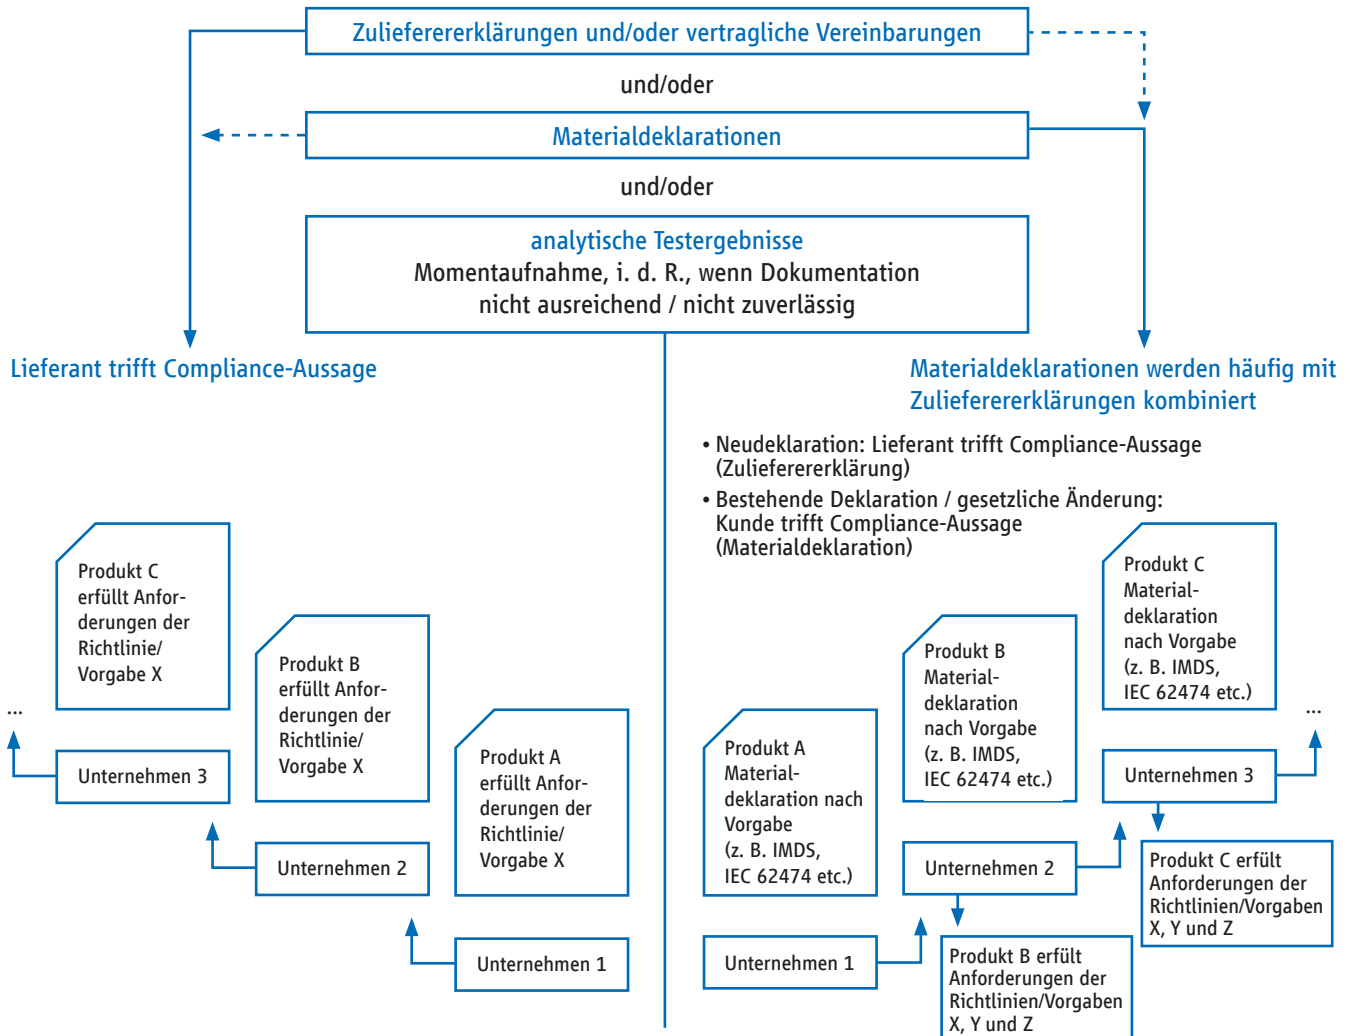 Zulieferererklärungen und/oder vertragliche Vereinbarungen
und/oder
Materialdeklarationen
und/oder
analytische Testergebnisse
Momentaufnahme, i. d. R., wenn Dokumentation
nicht ausreichend / nicht zuverlässig
Lieferant trifft Compliance-Aussage
Produkt C
erfüllt Anfor-
derungen der
Richtlinie/
Vorgabe X
...
Unternehmen 3
Produkt B
erfüllt Anfor-
derungen der
Richtlinie/
Vorgabe X
Unternehmen 2
Produkt A
erfüllt Anfor-
derungen der
Richtlinie/
Vorgabe X
Unternehmen 1
Materialdeklarationen werden häufig mit
Zulieferererklärungen kombiniert
• Neudeklaration: Lieferant trifft Compliance-Aussage
(Zulieferererklärung)
• Bestehende Deklaration / gesetzliche Änderung:
Kunde trifft Compliance-Aussage
(Materialdeklaration)
Produkt A
Material-
deklaration nach
Vorgabe
(z. B. IMDS,
IEC 62474 etc.)
Unternehmen 1
Produkt B
Material-
deklaration
nach Vorgabe
(z. B. IMDS,
IEC 62474 etc.)
Unternehmen 2
Produkt B erfült
Anforderungen der
Richtlinien/Vorgaben
X, Y und Z
Produkt C
Material-
deklaration
nach Vorgabe
(z. B. IMDS,
IEC 62474 etc.)
...
Unternehmen 3
Produkt C erfült
Anforderungen der
Richtlinien/Vorgaben
X, Y und Z